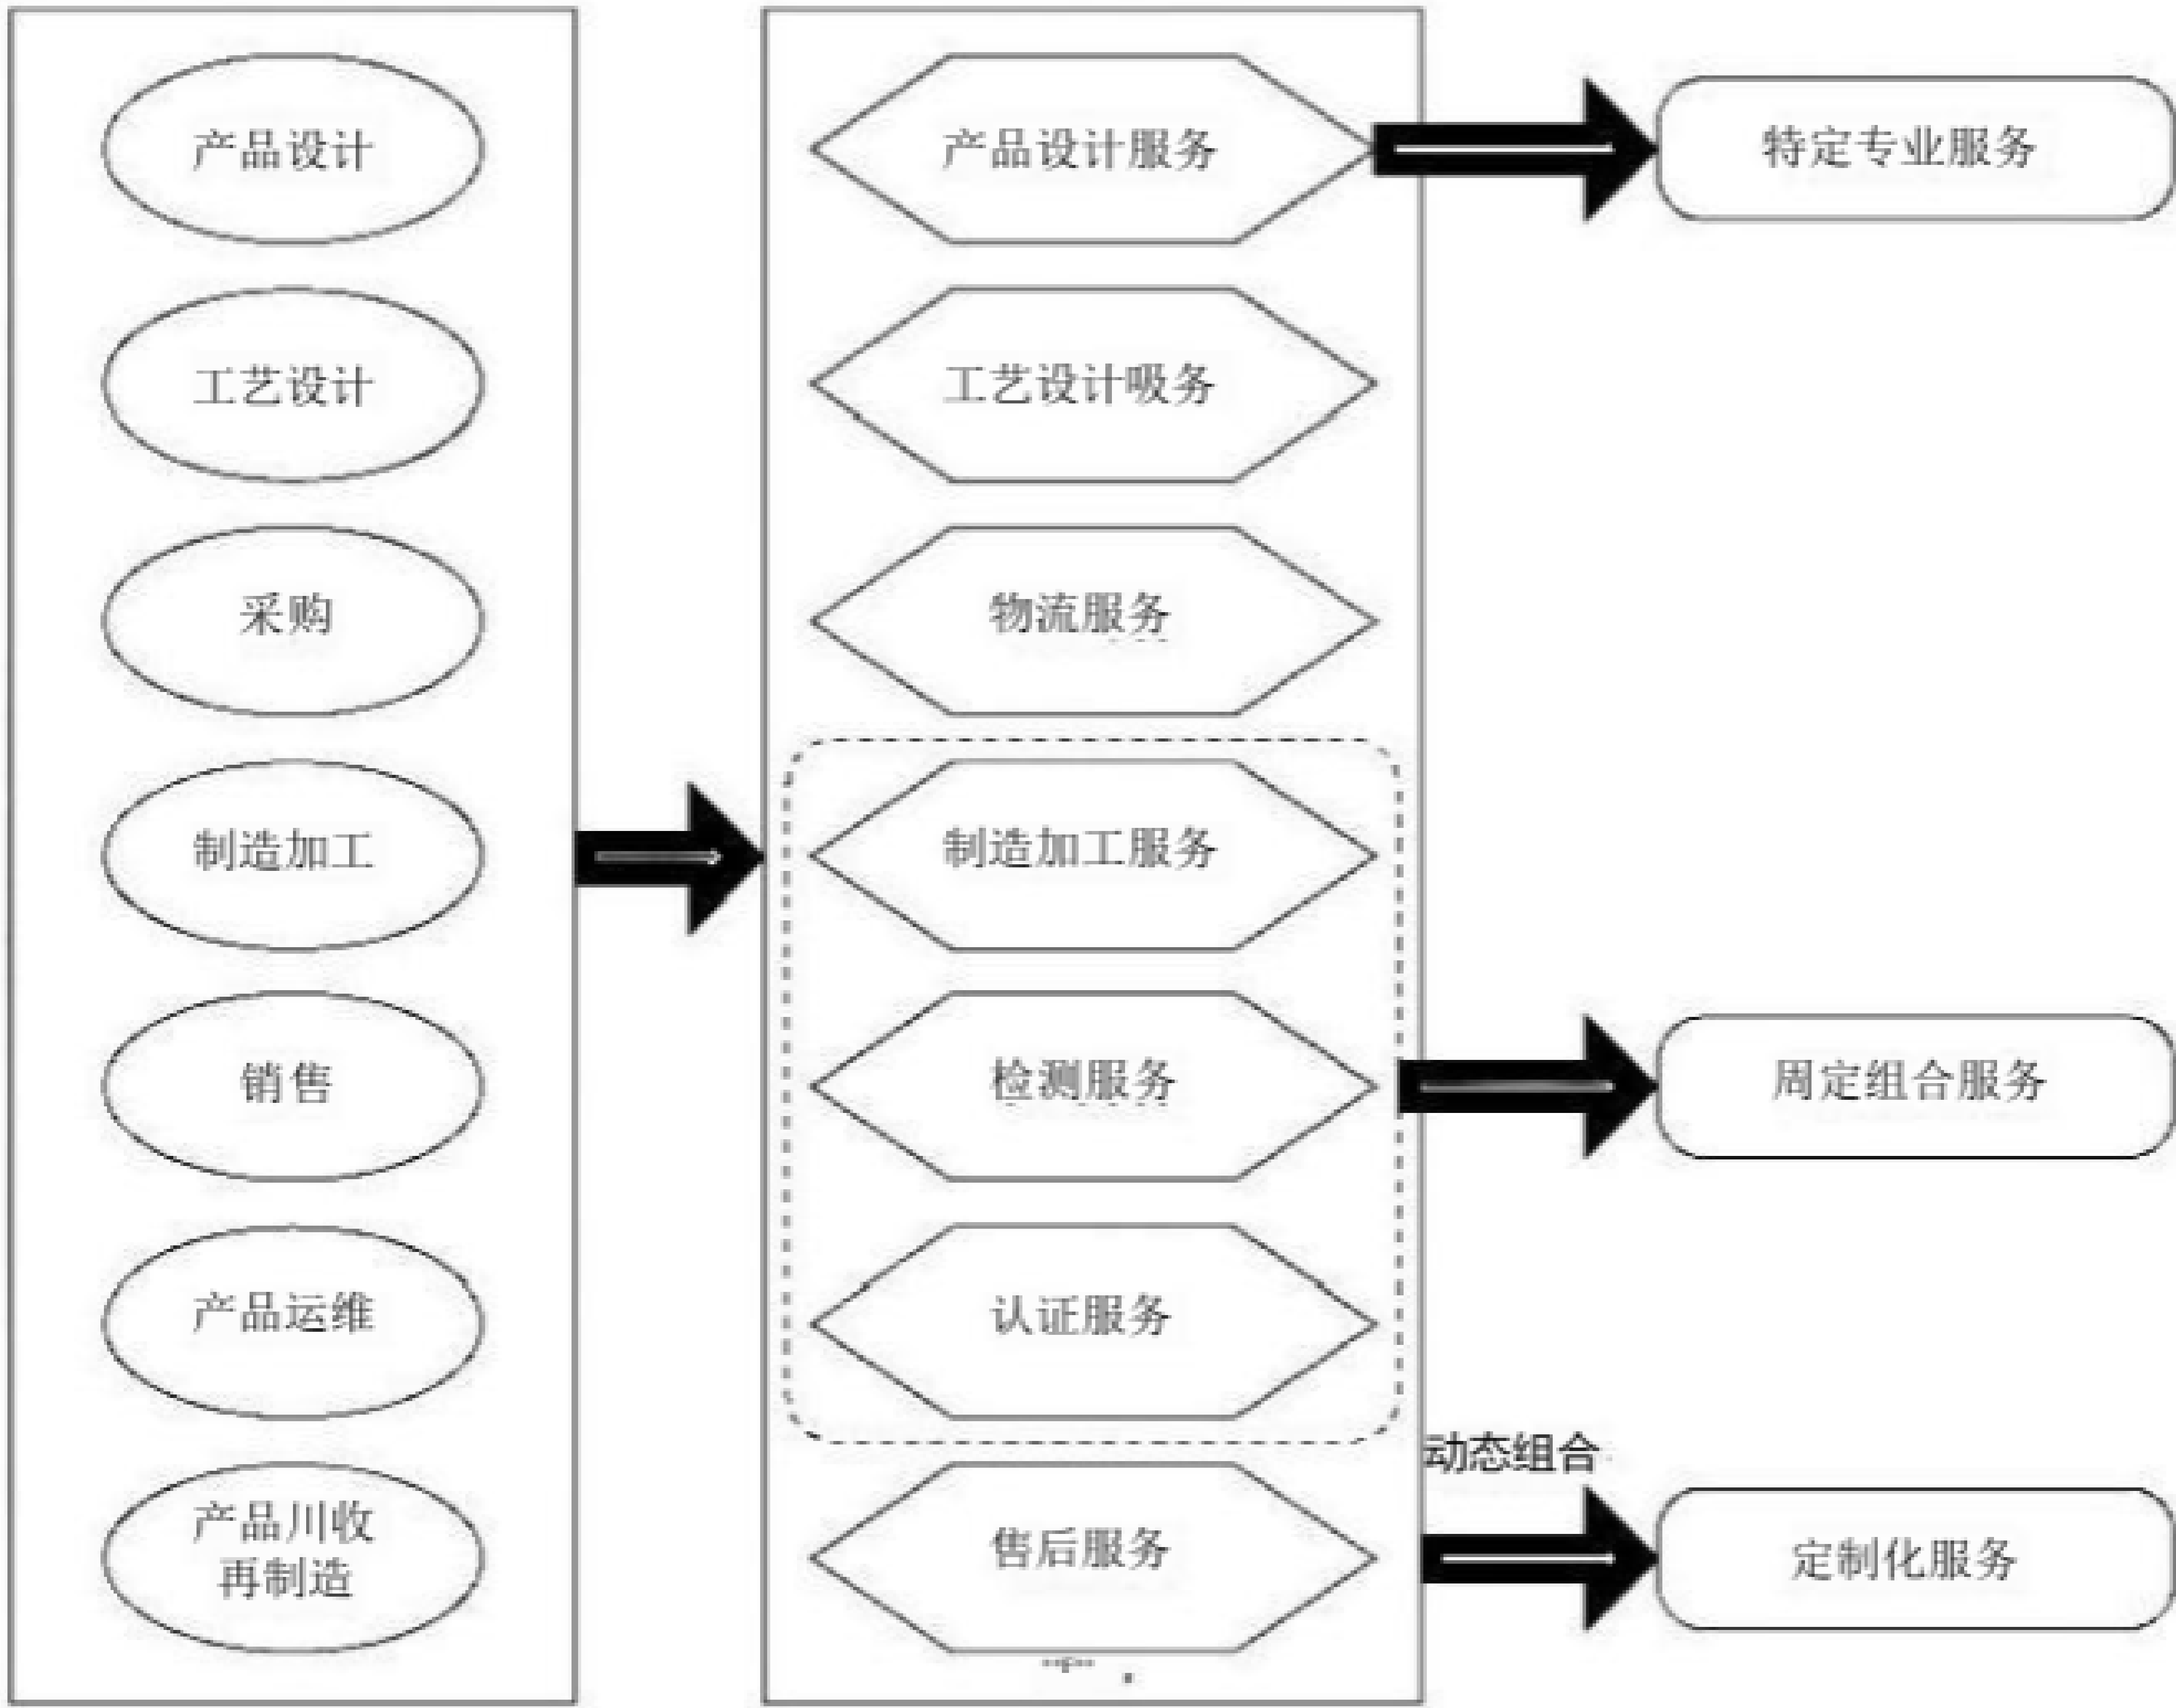 产品设计
工艺设计
采购
制造加工
销售
产品运维
产品川收
再制造
产品设计服务
工艺设计吸务
物流服务
制造加工服务
检测服务
认证服务
售后服务
动态组合
特定专业服务
周定组合服务
定制化服务